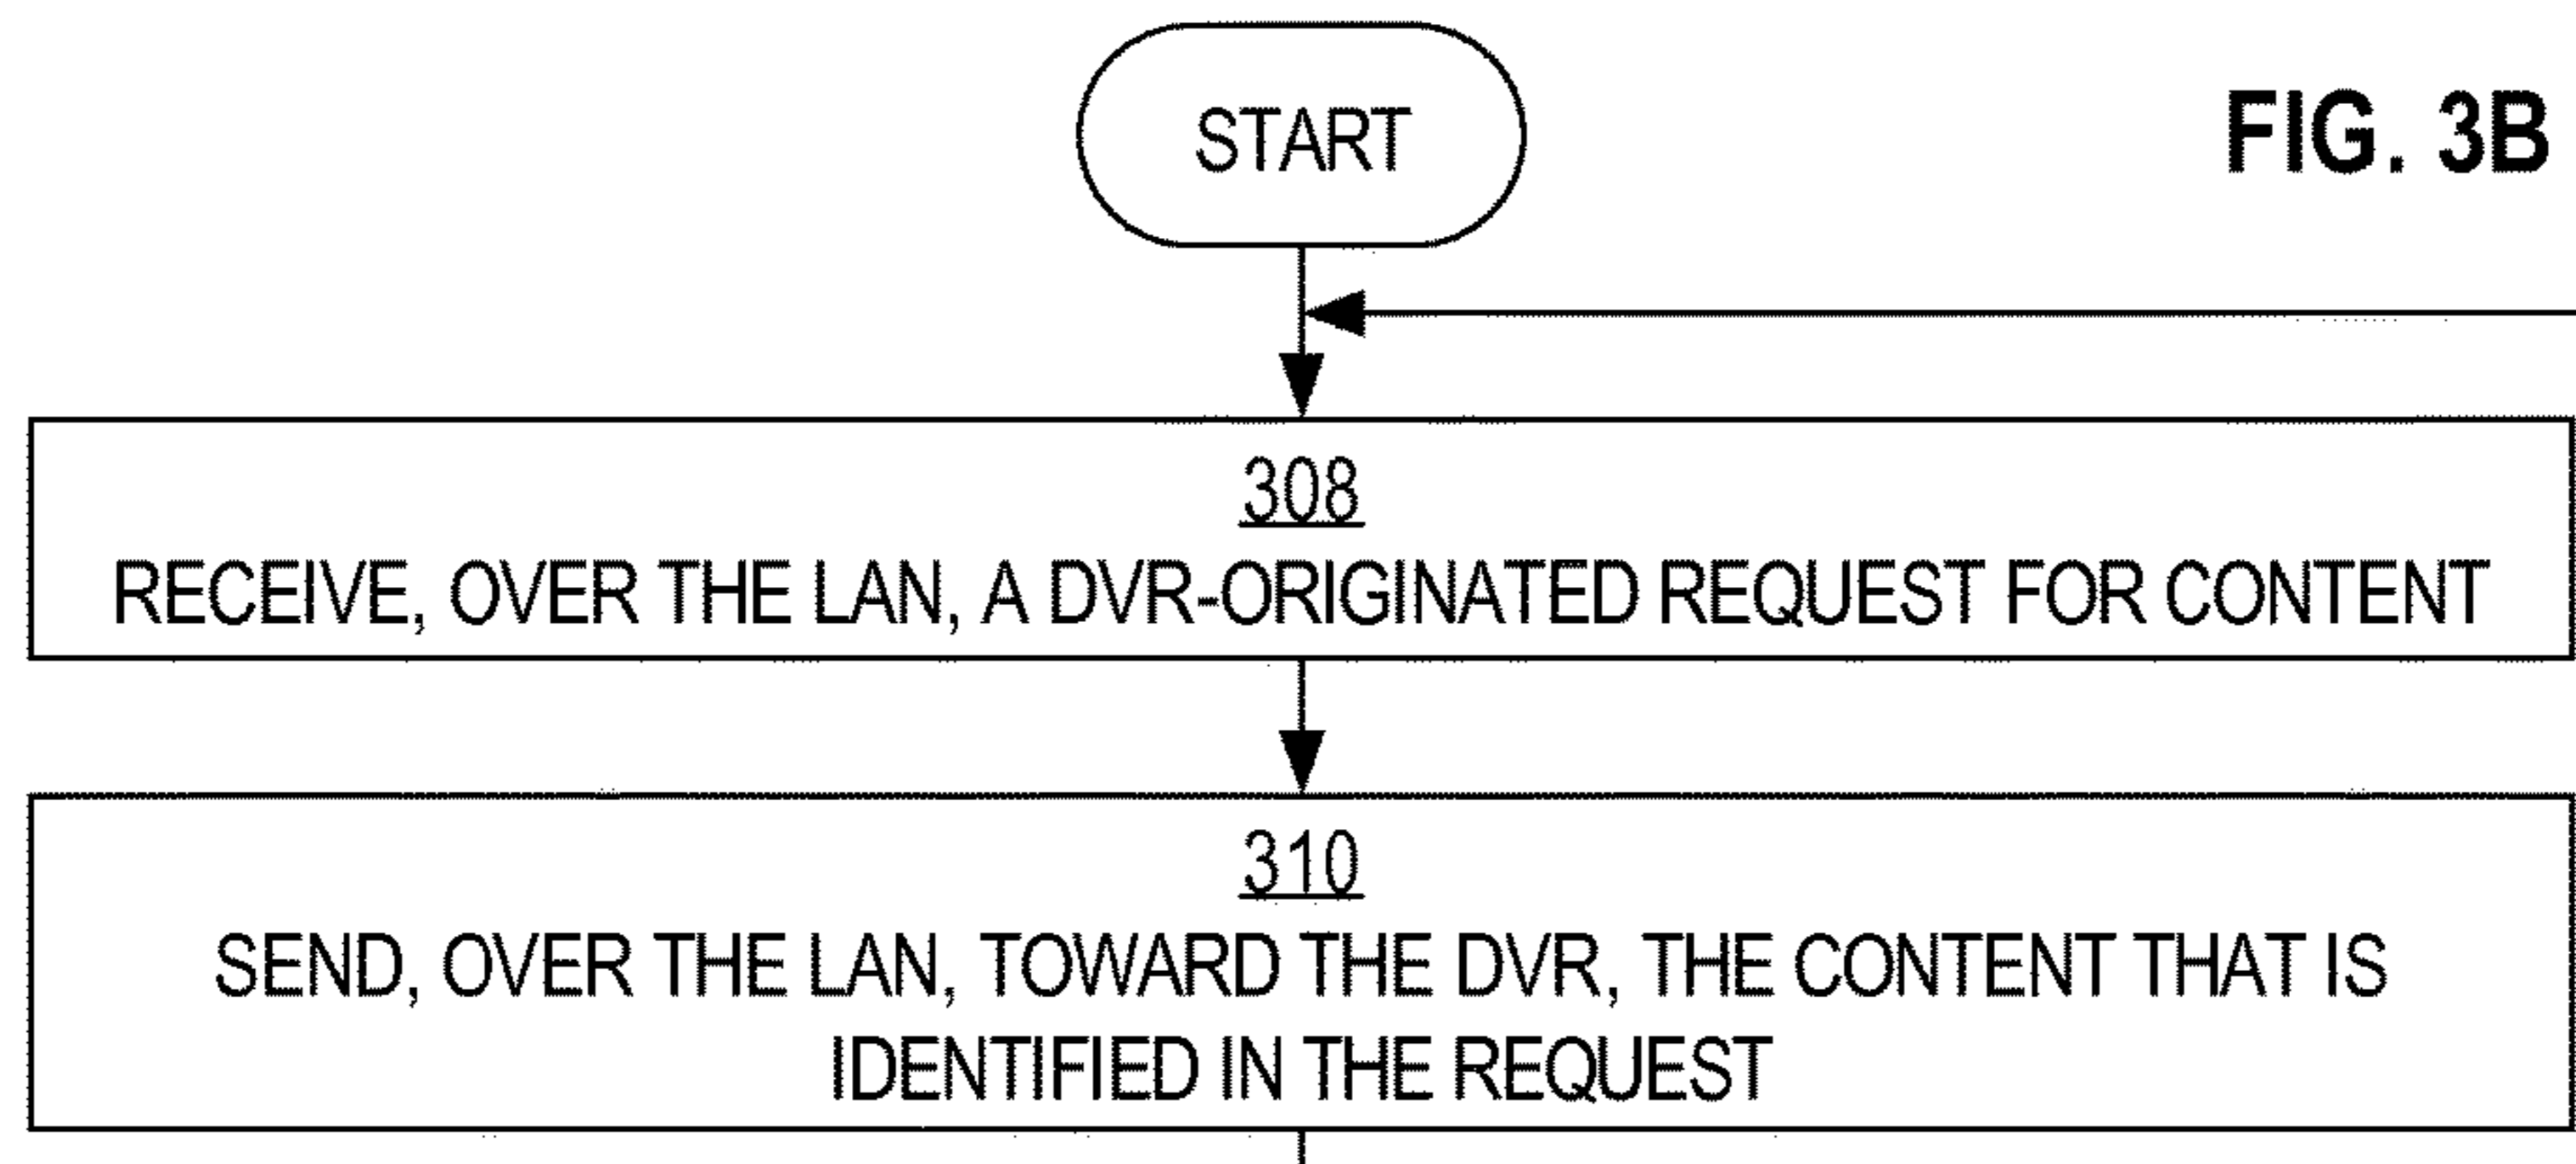 START
FIG. 3B
308
RECEIVE, OVER THE LAN, A DVR-ORIGINATED REQUEST FOR CONTENT
310
SEND, OVER THE LAN, TOWARD THE DVR, THE CONTENT THAT IS
IDENTIFIED IN THE REQUEST